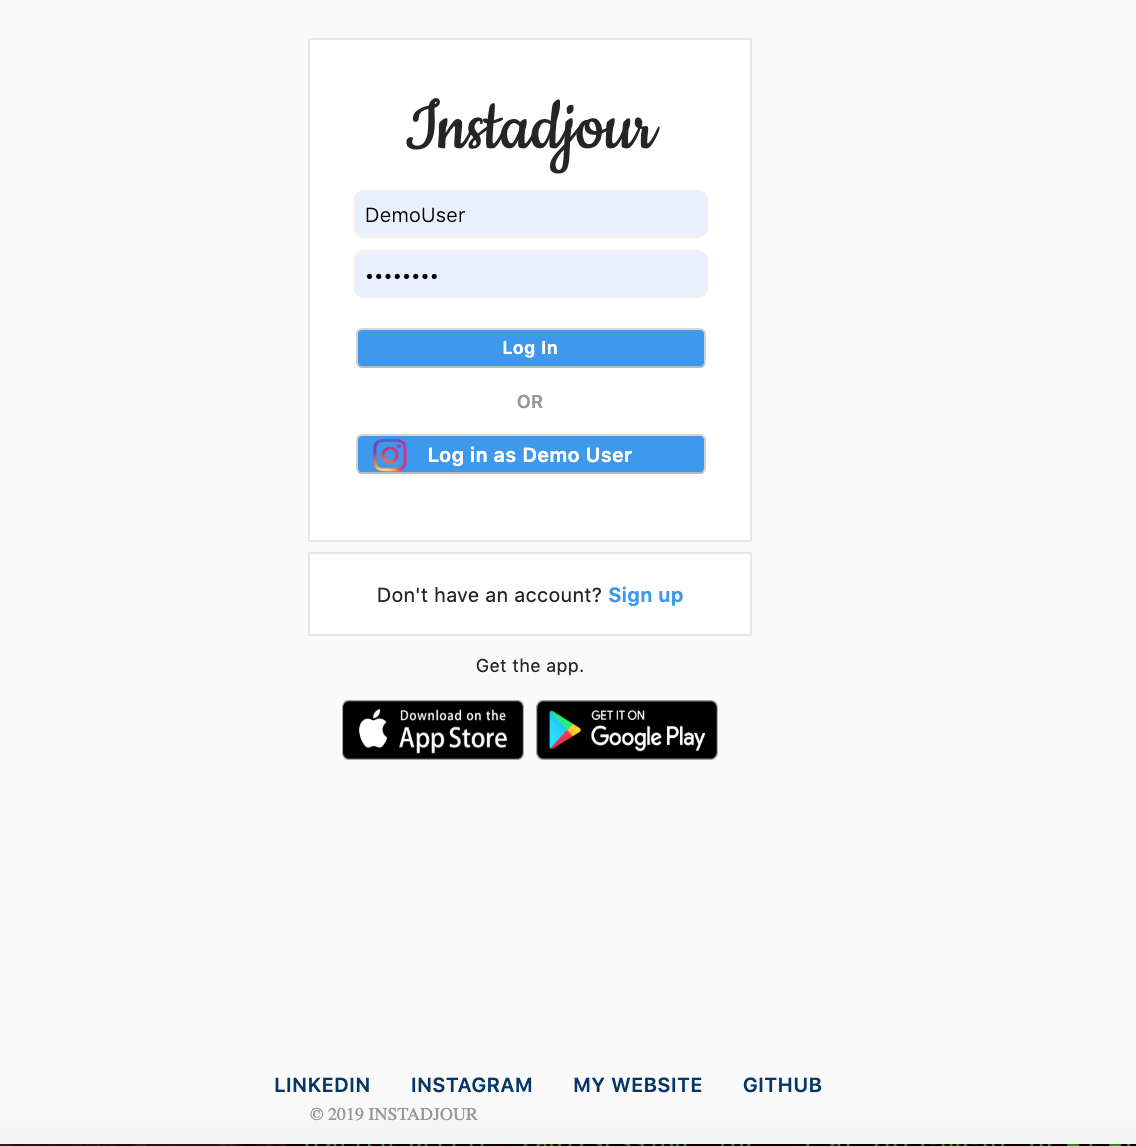 Instadjour
DemoUser
••••••••
Log In
OR
Log in as Demo User
Don't have an account? Sign up
Get the app.
Download on the
App Store
GET IT ON
Google Play
LINKEDIN INSTAGRAM MY WEBSITE GITHUB
© 2019 INSTADJOUR